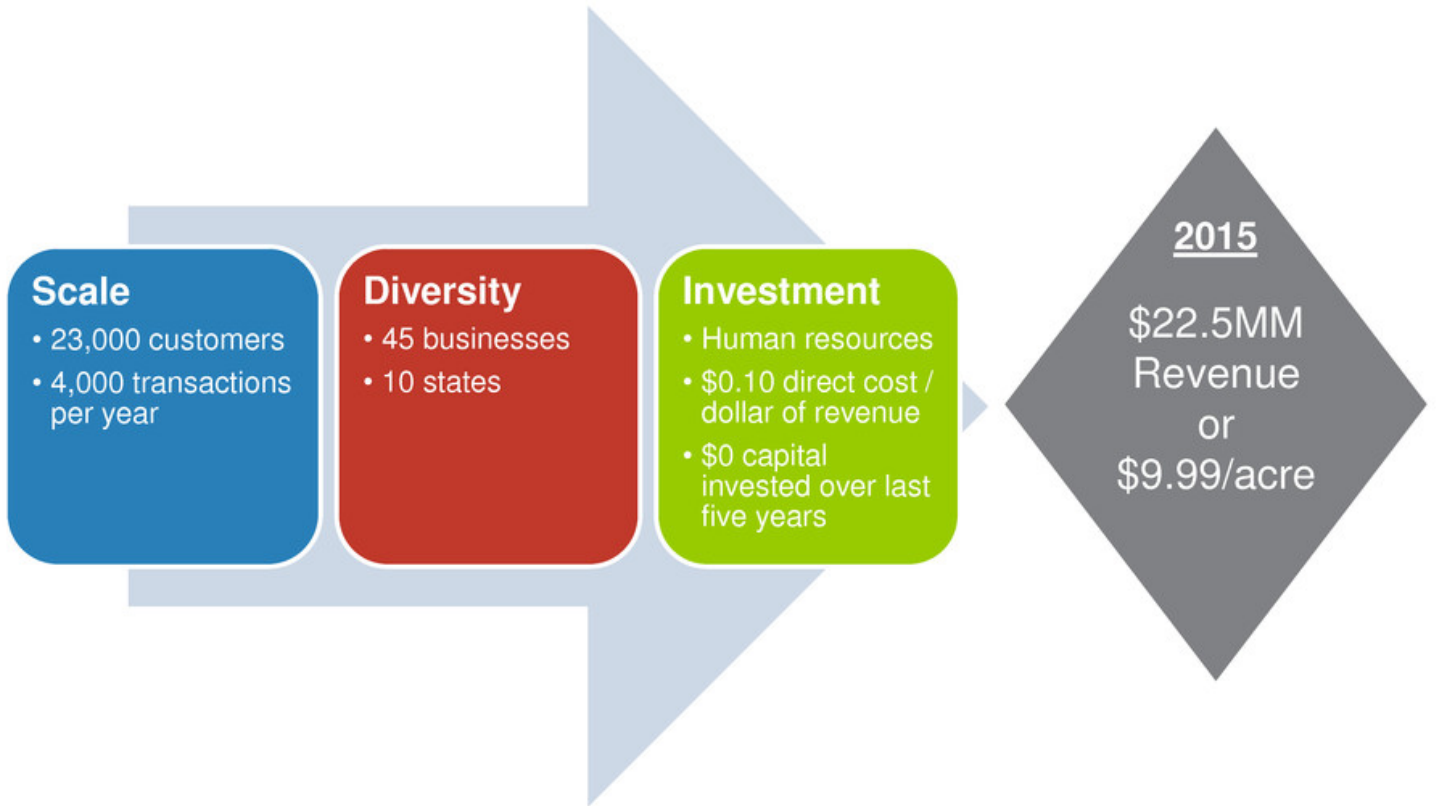 Scale
• 23,000 customers
• 4,000 transactions
per year
Diversity
• 45 businesses
• 10 states
Investment
• Human resources
• $0.10 direct cost /
dollar of revenue
• $0 capital
invested over last
five years
2015
$22.5MM
Revenue
or
$9.99/acre